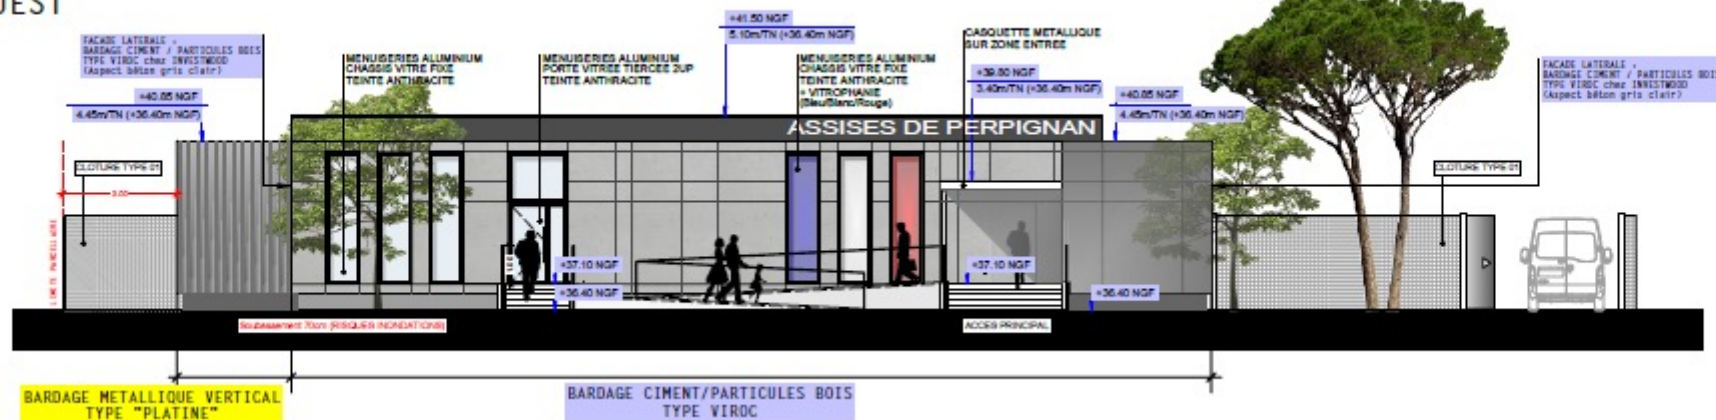 FACADE LATERALE :
BARDAGE CIMENT / PARTICULES BOIS
TYPE VIROC chez INVESTWOOD
(Aspect béton gris clair)
+40.85 NGF
4.45m/TN (+36.40m NGF)
MENUISERIES ALUMINIUM
CHASSIS VITRE FIXE
TEINTE ANTHRACITE
MENUISERIES ALUMINIUM
PORTE VITREE TIERCEE 2UP
TEINTE ANTHRACITE
+41.50 NGF
5.10m/TN (+36.40m NGF)
MENUISERIES ALUMINIUM
CHASSIS VITRE FIXE
TEINTE ANTHRACITE
+ VITROPHANIE
(Bleu/Blanc/Rouge)
CASQUETTE METALLIQUE
SUR ZONE ENTREE
+39.80 NGF
3.40m/TN (+36.40m NGF)
+40.85 NGF
4.45m/TN (+36.40m NGF)
FACADE LATERALE :
BARDAGE CIMENT / PARTICULES BOIS
TYPE VIROC chez INVESTWOOD
(Aspect béton gris clair)
ASSISES DE PERPIGNAN
CLOTURE TYPE 01
CLOTURE TYPE 01
3.00
LIMITE PARCELLAIRE
+37.10 NGF
+36.40 NGF
+37.10 NGF
+36.40 NGF
Soubassement 70cm (RISQUES INONDATIONS)
ACCES PRINCIPAL
BARDAGE METALLIQUE VERTICAL
TYPE "PLATINE"
BARDAGE CIMENT/PARTICULES BOIS
TYPE VIROC